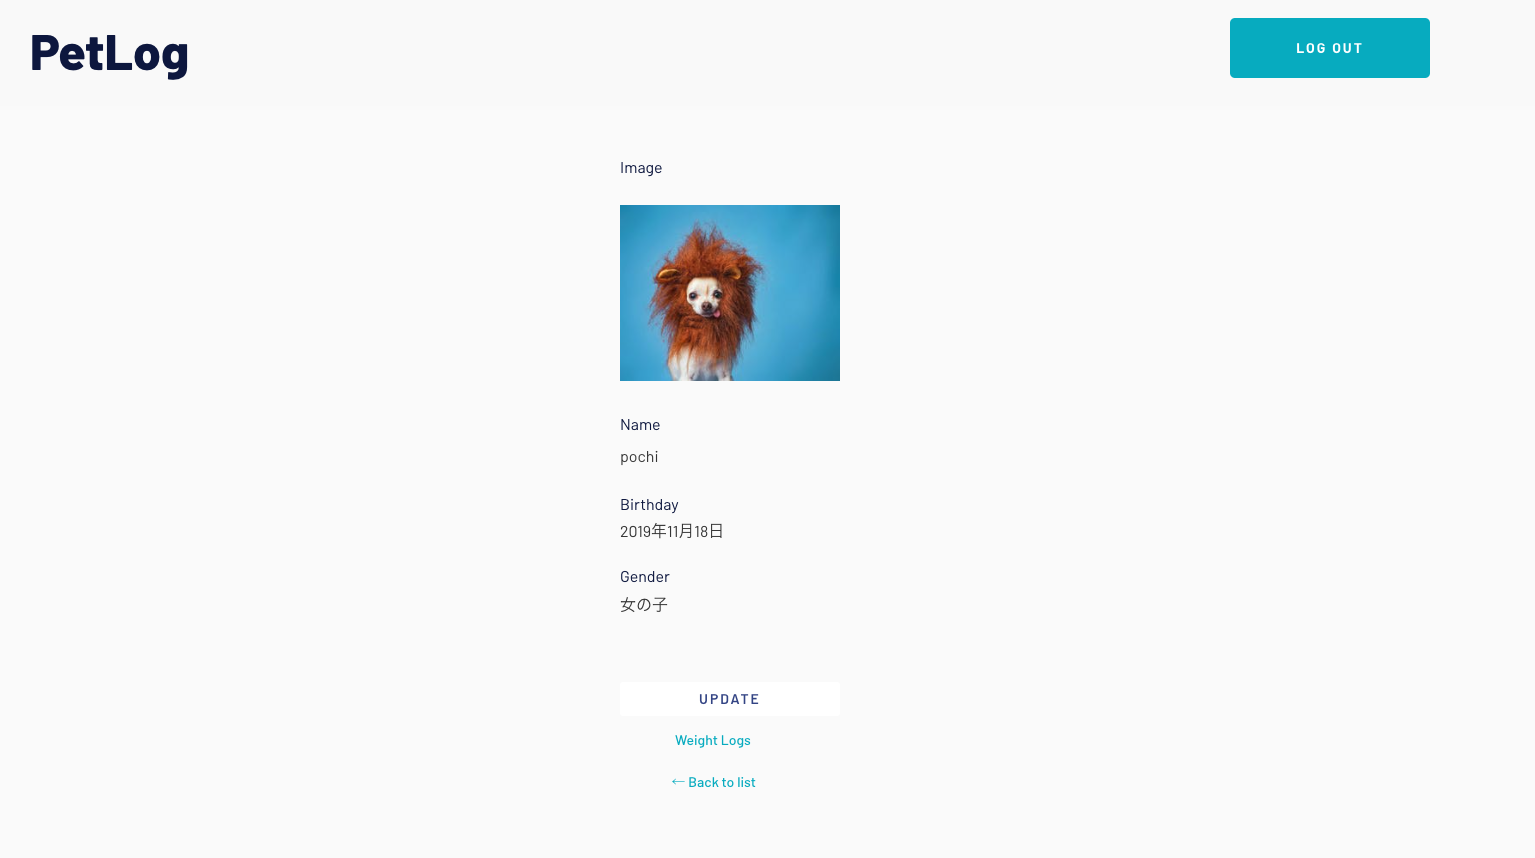 PetLog
LOG OUT
Image
Name
pochi
Birthday
2019年11月18日
Gender
女の子
UPDATE
Weight Logs
← Back to list